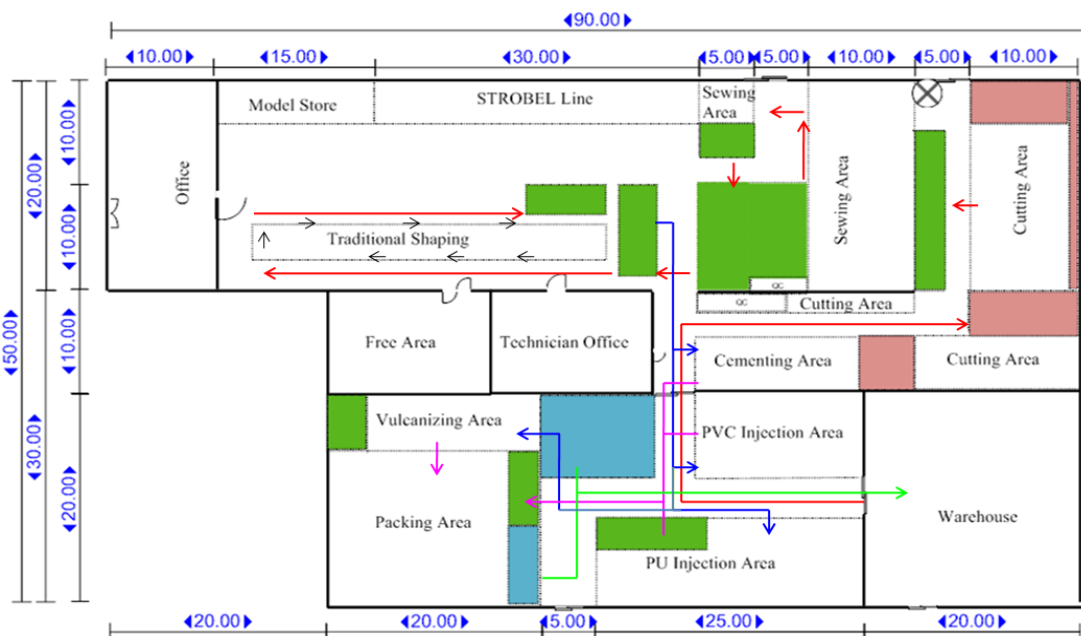 90.00
10.00 15.00 30.00 5.00 5.00 10.00 5.00 10.00
Model Store
STROBEL Line
Sewing
Area
Office
Sewing Area
Cutting Area
10.00
20.00
10.00
Traditional Shaping
QC
QC
Cutting Area
50.00
10.00
Free Area
Technician Office
Cementing Area
Cutting Area
30.00
20.00
Vulcanizing Area
PVC Injection Area
Packing Area
Warehouse
PU Injection Area
20.00 20.00 5.00 25.00 20.00